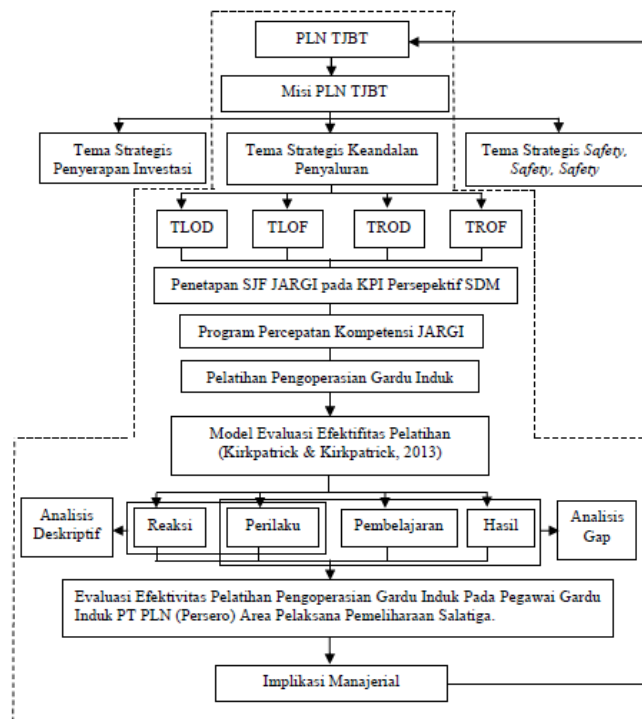 PLN TJBT
Misi PLN TJBT
Tema Strategis
Penyerapan Investasi
Tema Strategis Keandalan
Penyaluran
Tema Strategis Safety,
Safety, Safety
TLOD
TLOF
TROD
TROF
Penetapan SJF JARGI pada KPI Persepektif SDM
Program Percepatan Kompetensi JARGI
Pelatihan Pengoperasian Gardu Induk
Model Evaluasi Efektifitas Pelatihan
(Kirkpatrick & Kirkpatrick, 2013)
Analisis
Deskriptif
Reaksi
Perilaku
Pembelajaran
Hasil
Analisis
Gap
Evaluasi Efektivitas Pelatihan Pengoperasian Gardu Induk Pada Pegawai Gardu
Induk PT PLN (Persero) Area Pelaksana Pemeliharaan Salatiga.
Implikasi Manajerial